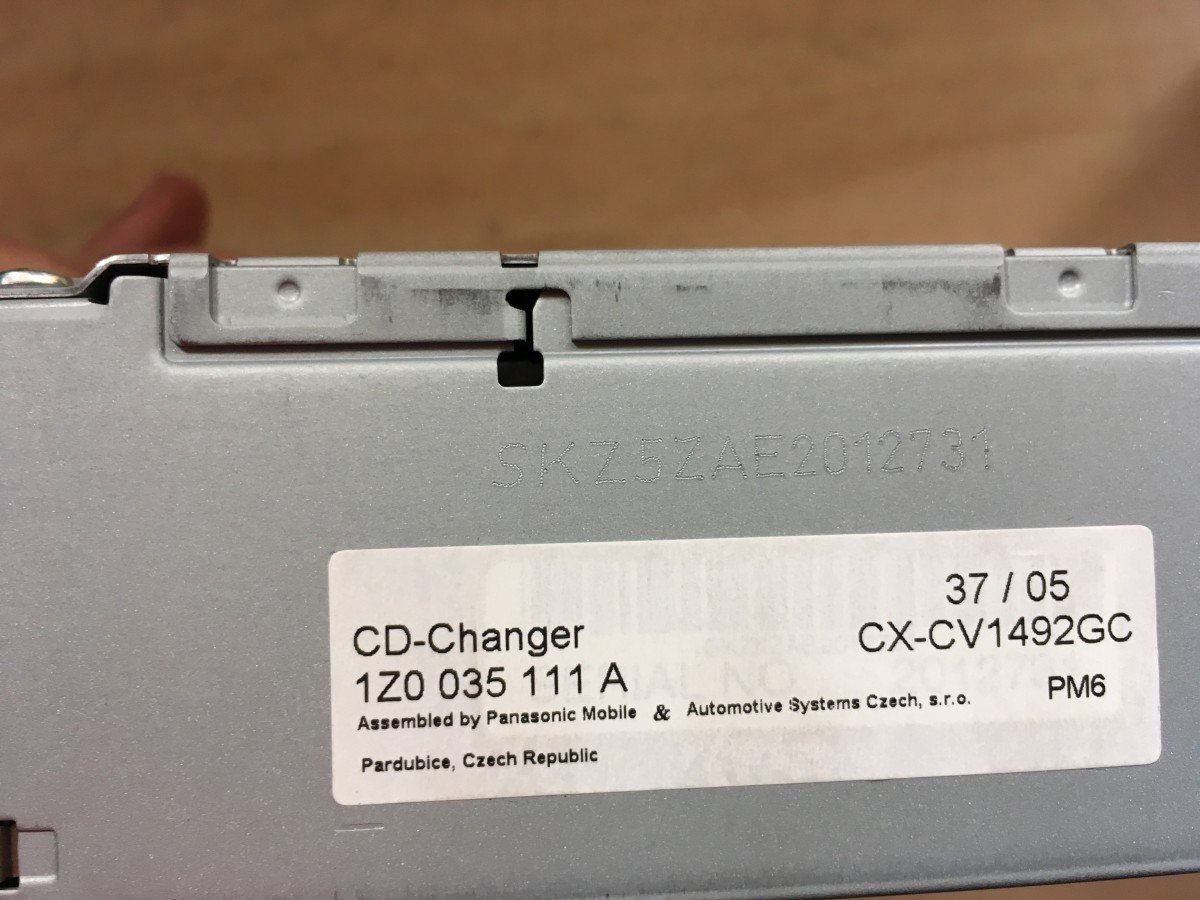 SKZ5ZAE2012731
37 / 05
CD-Changer CX-CV1492GC
1Z0 035 111 A PM6
Assembled by Panasonic Mobile & Automotive Systems Czech, s.r.o.
Pardubice, Czech Republic